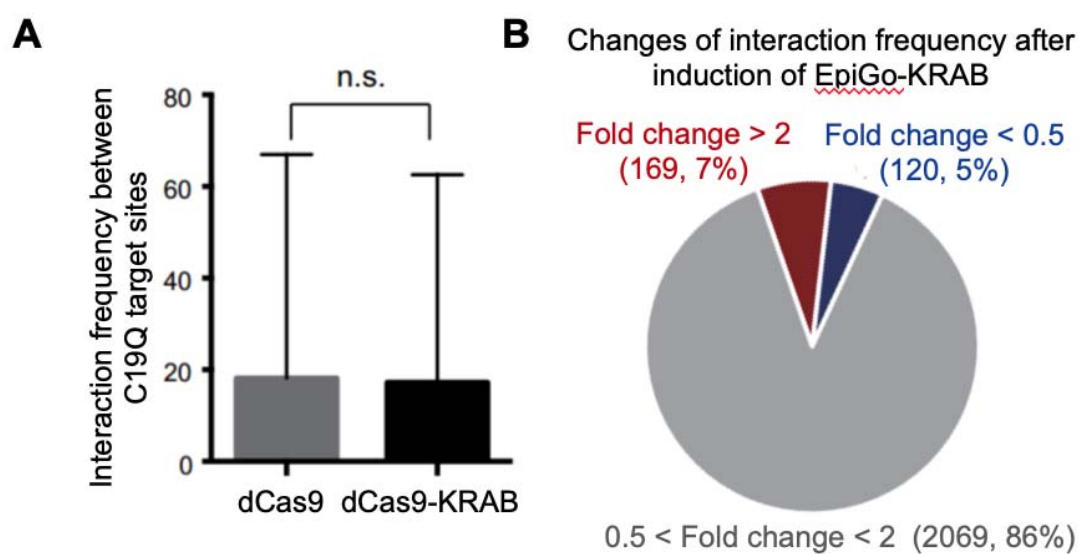 A
Interaction frequency between
C19Q target sites
80
60
40
20
0
n.s.
dCas9 dCas9-KRAB
B
Changes of interaction frequency after
induction of EpiGo-KRAB
Fold change > 2
(169, 7%)
Fold change < 0.5
(120, 5%)
0.5 < Fold change < 2 (2069, 86%)